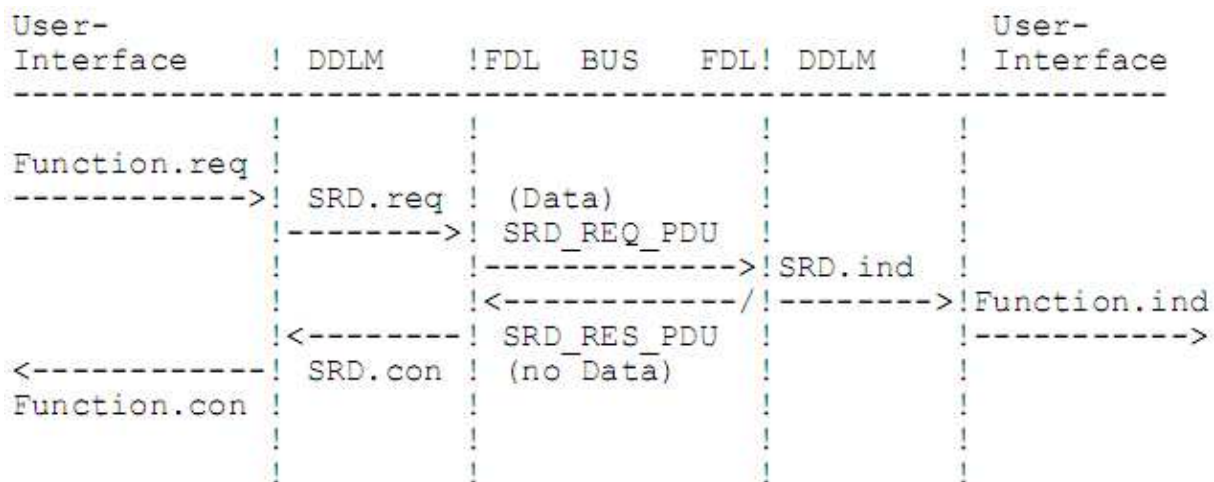 User-                                                       User-
Interface     ! DDLM      !FDL  BUS   FDL! DDLM      ! Interface
----------------------------------------------------------------------
              !           !                 !           !
Function.req  !           !                 !           !
------------->! SRD.req   ! (Data)          !           !
              !-------->! SRD_REQ_PDU     !           !
              !           !-------------->!SRD.ind    !
              !           !<-------------/!-------->!Function.ind
              !<--------! SRD_RES_PDU     !           !------------>
<-------------! SRD.con   ! (no Data)       !           !
Function.con  !           !                 !           !
              !           !                 !           !
              !           !                 !           !